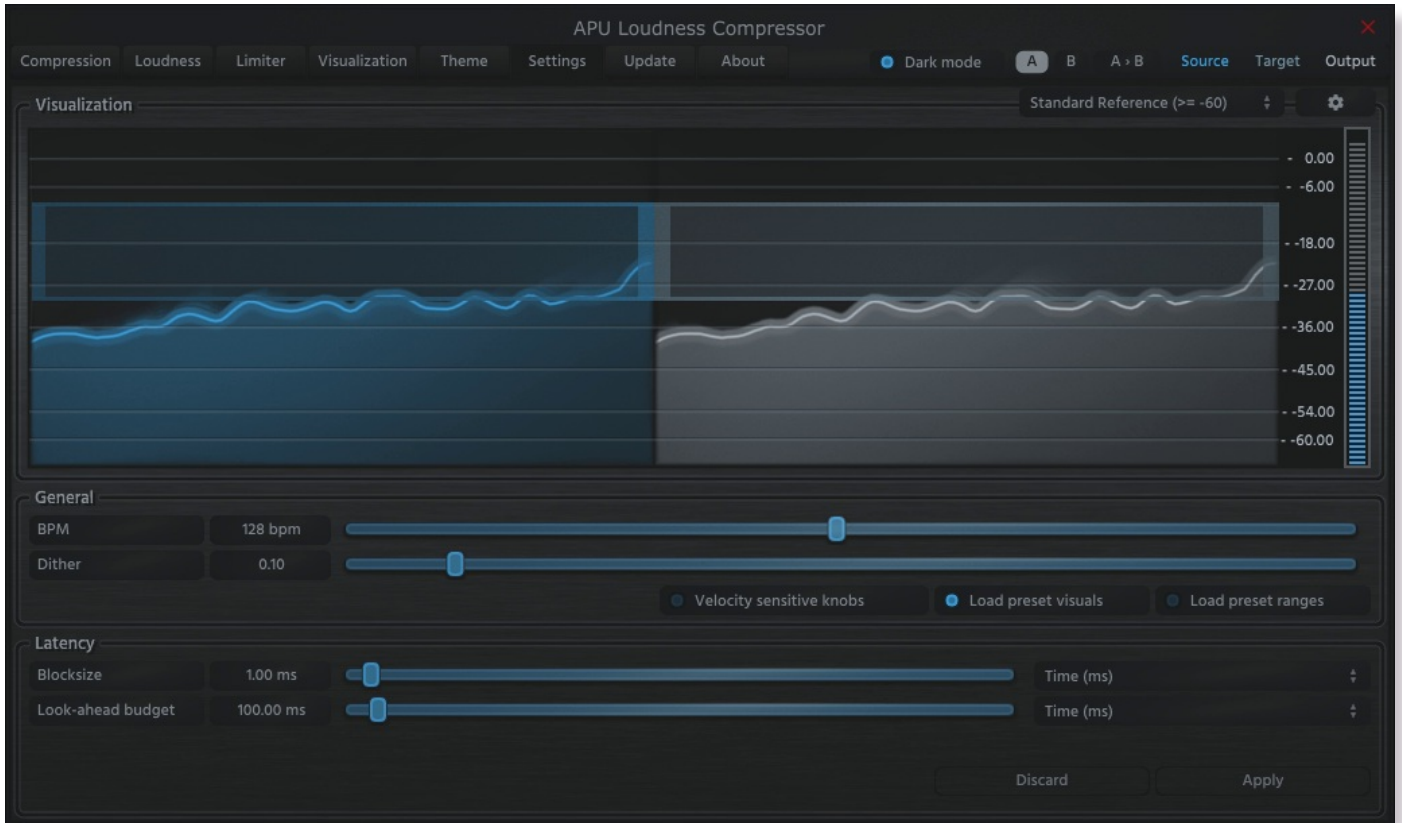 APU Loudness Compressor
Compression Loudness Limiter Visualization Theme Settings Update About Dark mode A B A › B Source Target Output
Visualization Standard Reference (>= -60)
- 0.00
- -6.00
- -18.00
- -27.00
- -36.00
- -45.00
- -54.00
- -60.00
General
BPM 128 bpm
Dither 0.10
Velocity sensitive knobs Load preset visuals Load preset ranges
Latency
Blocksize 1.00 ms Time (ms)
Look-ahead budget 100.00 ms Time (ms)
Discard Apply